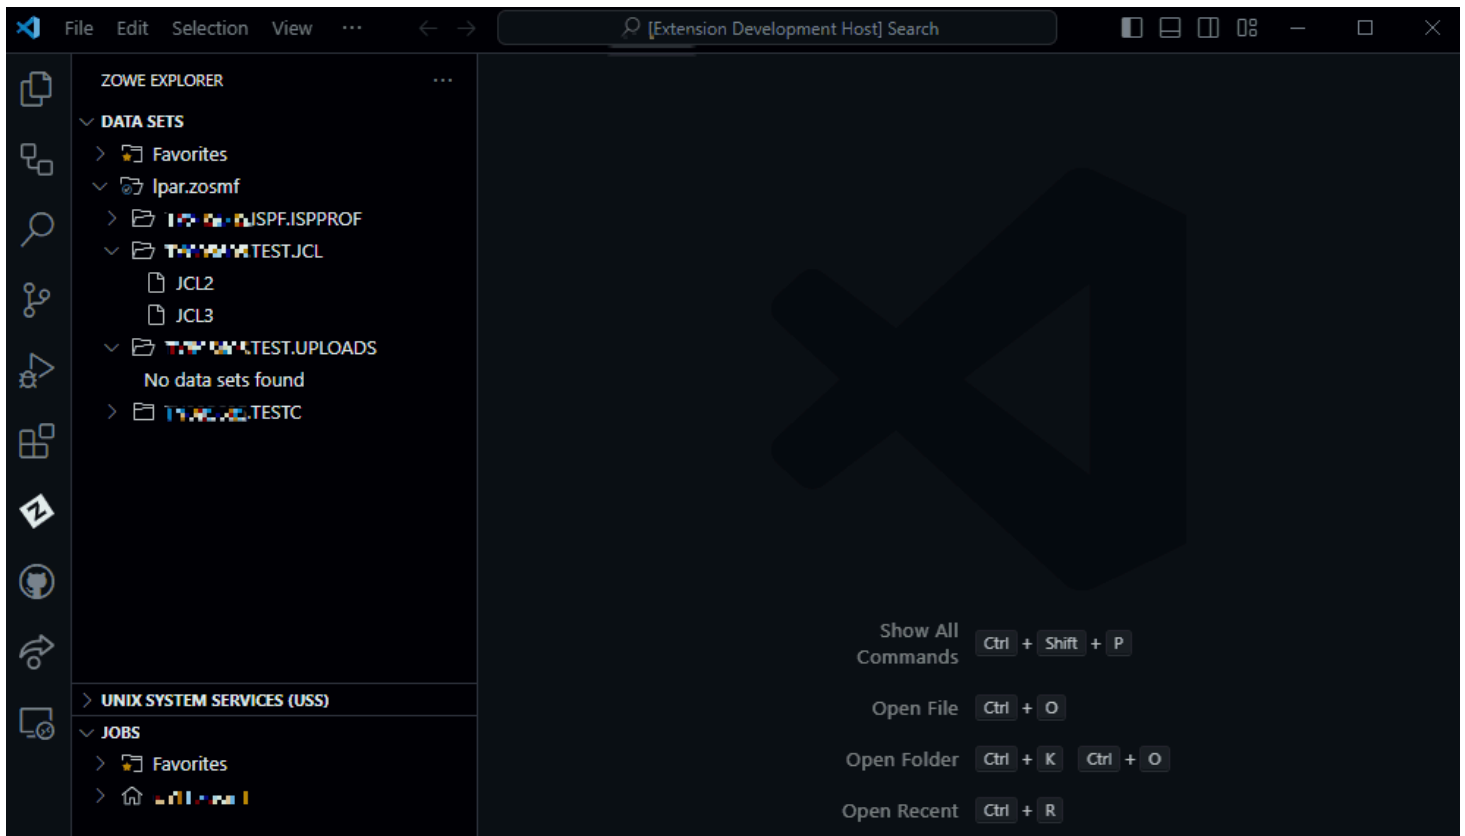 File Edit Selection View ··· [Extension Development Host] Search
ZOWE EXPLORER ···
DATA SETS
Favorites
lpar.zosmf
.ISPF.ISPPROF
.TEST.JCL
JCL2
JCL3
.TEST.UPLOADS
No data sets found
.TESTC
UNIX SYSTEM SERVICES (USS)
JOBS
Favorites
Show All
Commands Ctrl + Shift + P
Open File Ctrl + O
Open Folder Ctrl + K Ctrl + O
Open Recent Ctrl + R